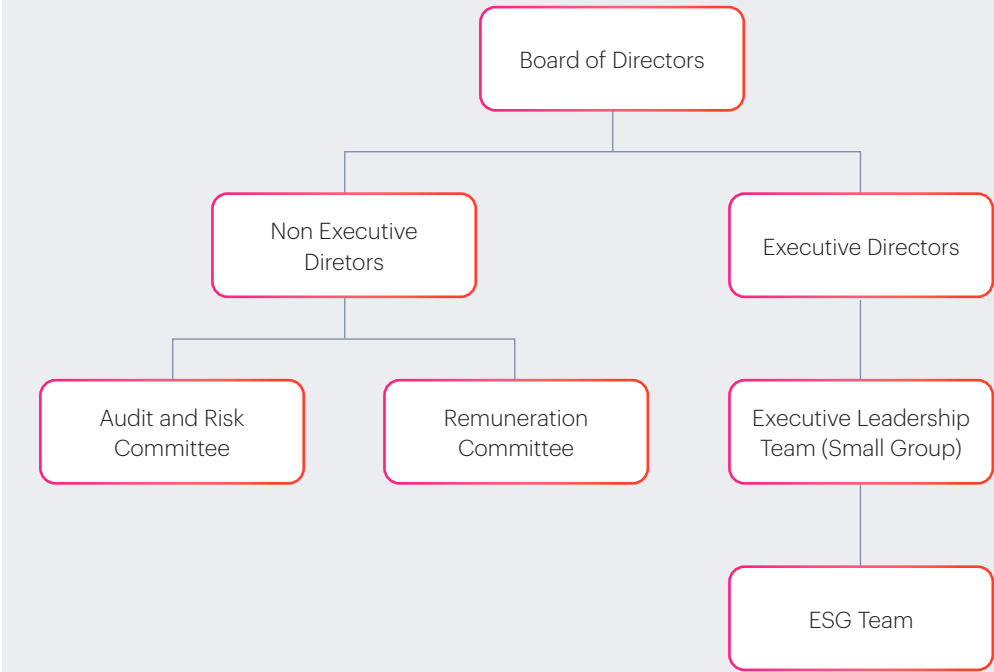 Board of Directors
Non Executive
Diretors
Executive Directors
Audit and Risk
Committee
Remuneration
Committee
Executive Leadership
Team (Small Group)
ESG Team